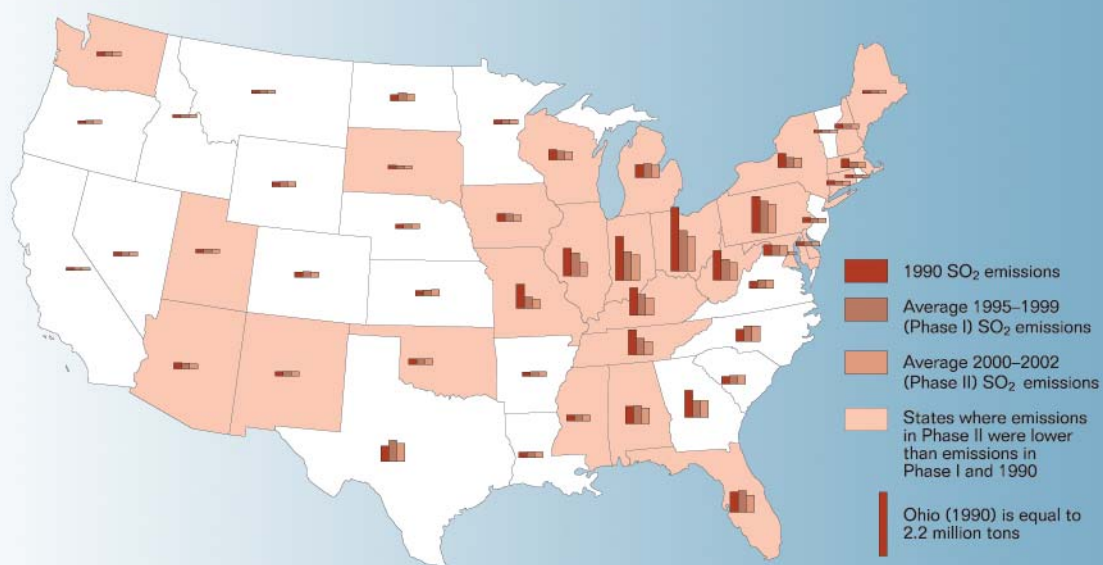 1990 SO₂ emissions
Average 1995–1999
(Phase I) SO₂ emissions
Average 2000–2002
(Phase II) SO₂ emissions
States where emissions
in Phase II were lower
than emissions in
Phase I and 1990
Ohio (1990) is equal to
2.2 million tons